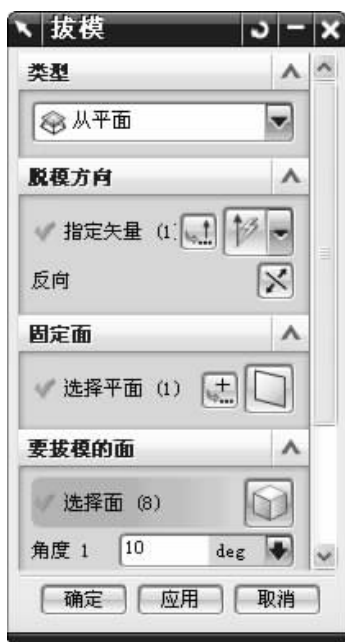 拔模
类型
从平面
脱模方向
指定矢量 (1)
反向
固定面
选择平面 (1)
要拔模的面
选择面 (8)
角度 1 10 deg
确定 应用 取消